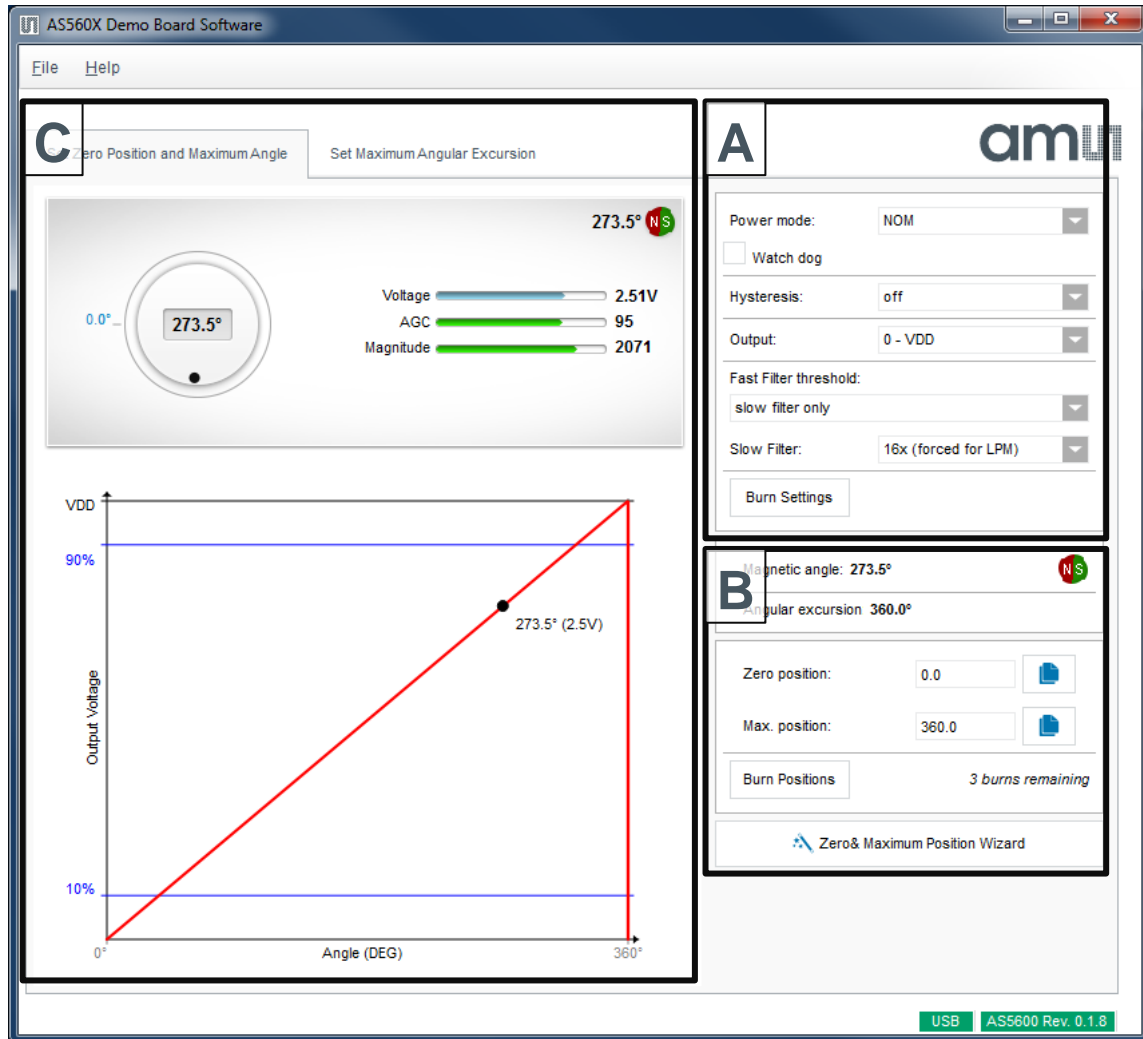 AS560X Demo Board Software
File Help
C
Zero Position and Maximum Angle
Set Maximum Angular Excursion
273.5° N S
Voltage 2.51V
0.0°
273.5°
AGC 95
Magnitude 2071
VDD
90%
273.5° (2.5V)
Output Voltage
10%
0°
Angle (DEG)
360°
A
am
Power mode: NOM
Watch dog
Hysteresis: off
Output: 0 - VDD
Fast Filter threshold:
slow filter only
Slow Filter: 16x (forced for LPM)
Burn Settings
B
Magnetic angle: 273.5° N S
Angular excursion 360.0°
Zero position: 0.0
Max. position: 360.0
Burn Positions 3 burns remaining
Zero& Maximum Position Wizard
USB AS5600 Rev. 0.1.8